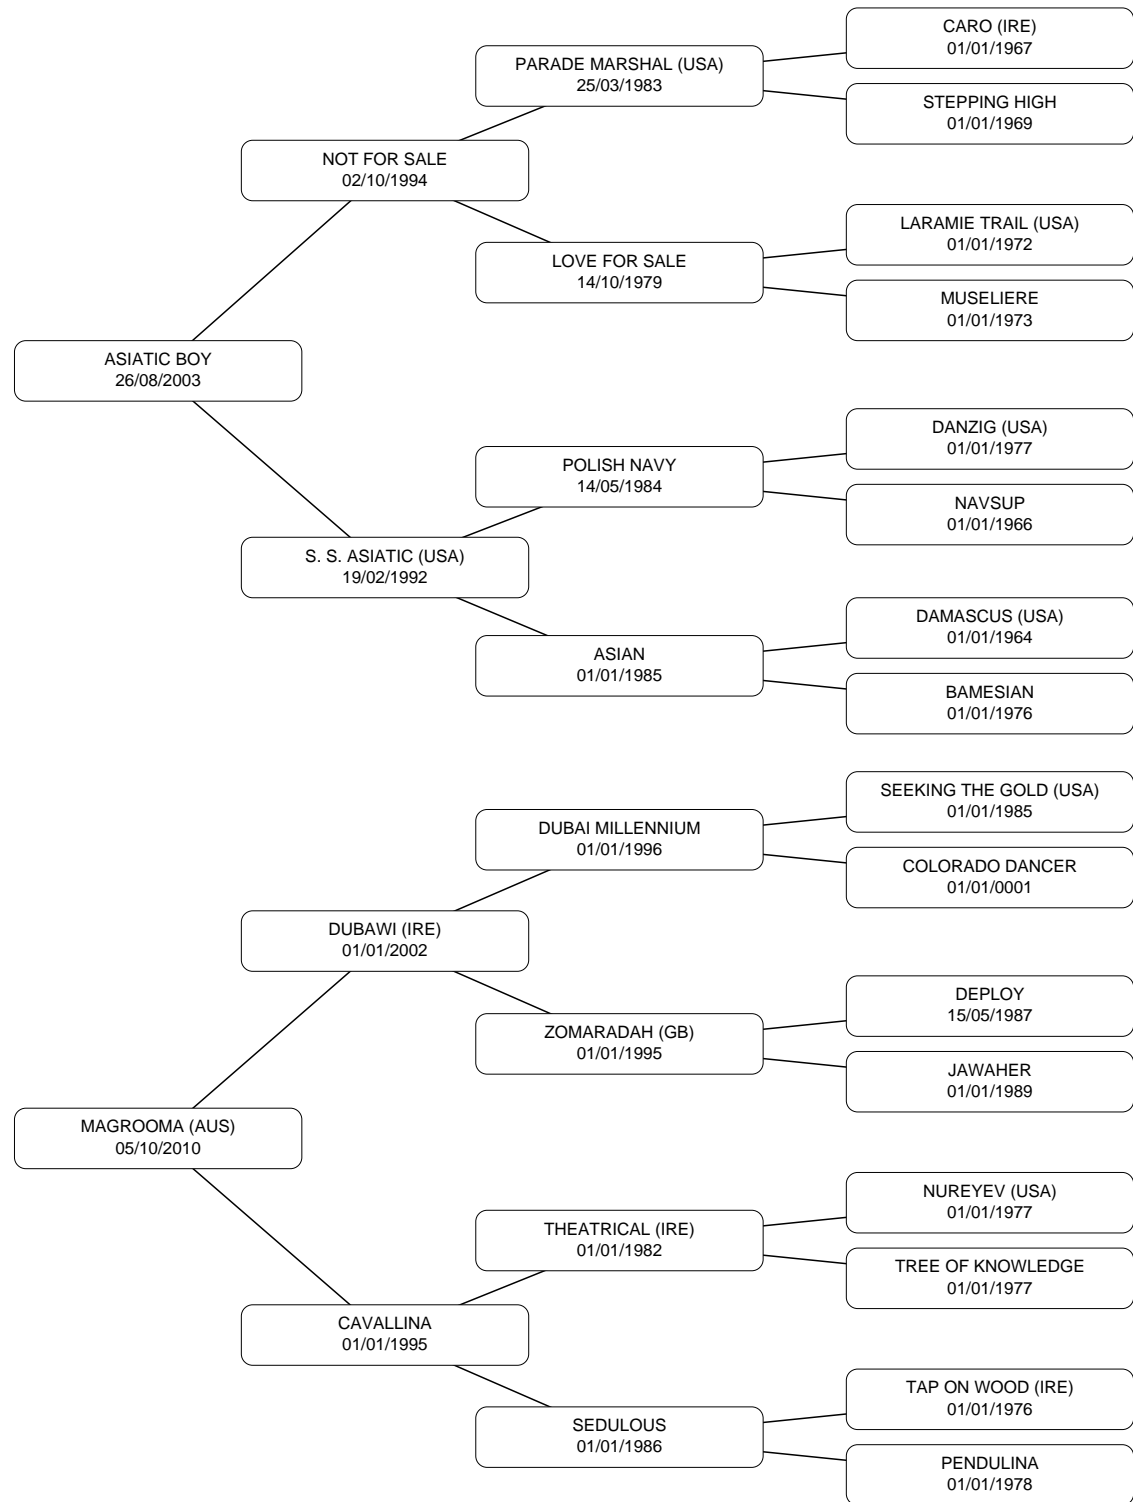 CARO (IRE)
01/01/1967
PARADE MARSHAL (USA)
25/03/1983
STEPPING HIGH
01/01/1969
NOT FOR SALE
02/10/1994
LARAMIE TRAIL (USA)
01/01/1972
LOVE FOR SALE
14/10/1979
MUSELIERE
01/01/1973
ASIATIC BOY
26/08/2003
DANZIG (USA)
01/01/1977
POLISH NAVY
14/05/1984
NAVSUP
01/01/1966
S. S. ASIATIC (USA)
19/02/1992
DAMASCUS (USA)
01/01/1964
ASIAN
01/01/1985
BAMESIAN
01/01/1976
SEEKING THE GOLD (USA)
01/01/1985
DUBAI MILLENNIUM
01/01/1996
COLORADO DANCER
01/01/0001
DUBAWI (IRE)
01/01/2002
DEPLOY
15/05/1987
ZOMARADAH (GB)
01/01/1995
JAWAHER
01/01/1989
MAGROOMA (AUS)
05/10/2010
NUREYEV (USA)
01/01/1977
THEATRICAL (IRE)
01/01/1982
TREE OF KNOWLEDGE
01/01/1977
CAVALLINA
01/01/1995
TAP ON WOOD (IRE)
01/01/1976
SEDULOUS
01/01/1986
PENDULINA
01/01/1978